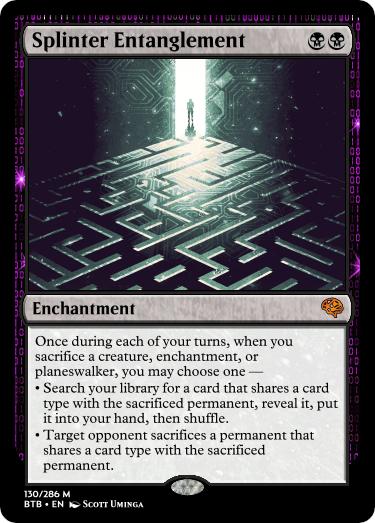 Splinter Entanglement
Enchantment
Once during each of your turns, when you
sacrifice a creature, enchantment, or
planeswalker, you may choose one —
• Search your library for a card that shares a card
type with the sacrificed permanent, reveal it, put
it into your hand, then shuffle.
• Target opponent sacrifices a permanent that
shares a card type with the sacrificed
permanent.
130/286 M
BTB • EN Scott Uminga